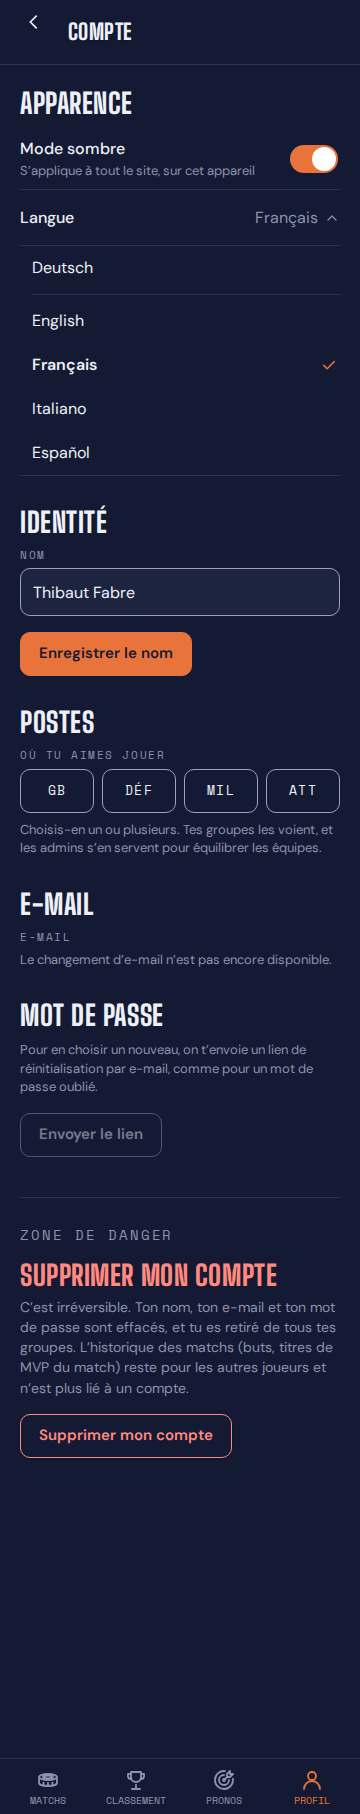 COMPTE
APPARENCE
Mode sombre
S’applique à tout le site, sur cet appareil
Langue Français
Deutsch
English
Français
Italiano
Español
IDENTITÉ
NOM
Thibaut Fabre
Enregistrer le nom
POSTES
OÙ TU AIMES JOUER
GB DÉF MIL ATT
Choisis-en un ou plusieurs. Tes groupes les voient, et
les admins s’en servent pour équilibrer les équipes.
E-MAIL
E-MAIL
Le changement d’e-mail n’est pas encore disponible.
MOT DE PASSE
Pour en choisir un nouveau, on t’envoie un lien de
réinitialisation par e-mail, comme pour un mot de
passe oublié.
Envoyer le lien
ZONE DE DANGER
SUPPRIMER MON COMPTE
C’est irréversible. Ton nom, ton e-mail et ton mot
de passe sont effacés, et tu es retiré de tous tes
groupes. L’historique des matchs (buts, titres de
MVP du match) reste pour les autres joueurs et
n’est plus lié à un compte.
Supprimer mon compte
MATCHS CLASSEMENT PRONOS PROFIL